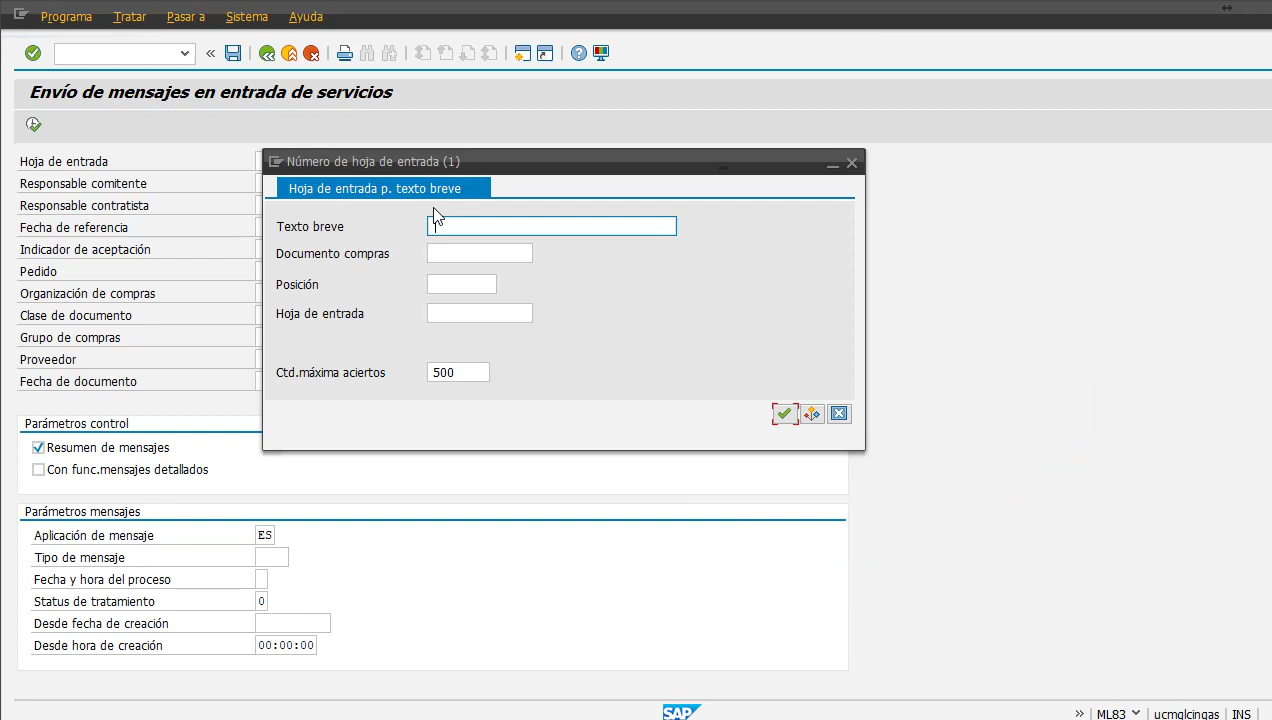 Programa Tratar Pasar a Sistema Ayuda
Envío de mensajes en entrada de servicios
Hoja de entrada
Responsable comitente
Responsable contratista
Fecha de referencia
Indicador de aceptación
Pedido
Organización de compras
Clase de documento
Grupo de compras
Proveedor
Fecha de documento
Número de hoja de entrada (1)
Hoja de entrada p. texto breve
Texto breve
Documento compras
Posición
Hoja de entrada
Ctd.máxima aciertos 500
Parámetros control
Resumen de mensajes
Con func.mensajes detallados
Parámetros mensajes
Aplicación de mensaje ES
Tipo de mensaje
Fecha y hora del proceso
Status de tratamiento 0
Desde fecha de creación
Desde hora de creación 00:00:00
SAP » ML83 ucmglcingas INS